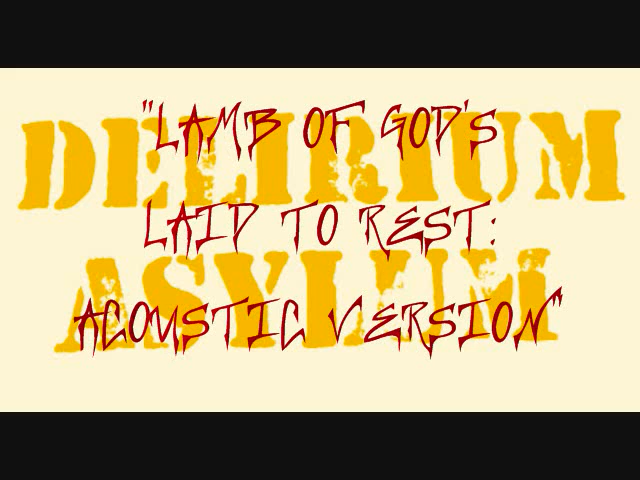 "LAMB OF GOD'S
DELIRIUM
LAID TO REST:
ASYLUM
ACOUSTIC VERSION"